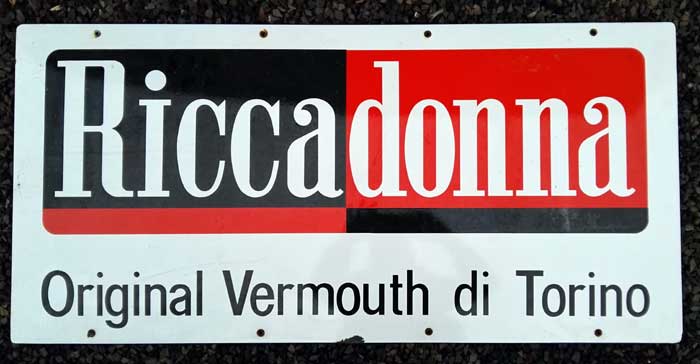 Riccadonna
Original Vermouth di Torino